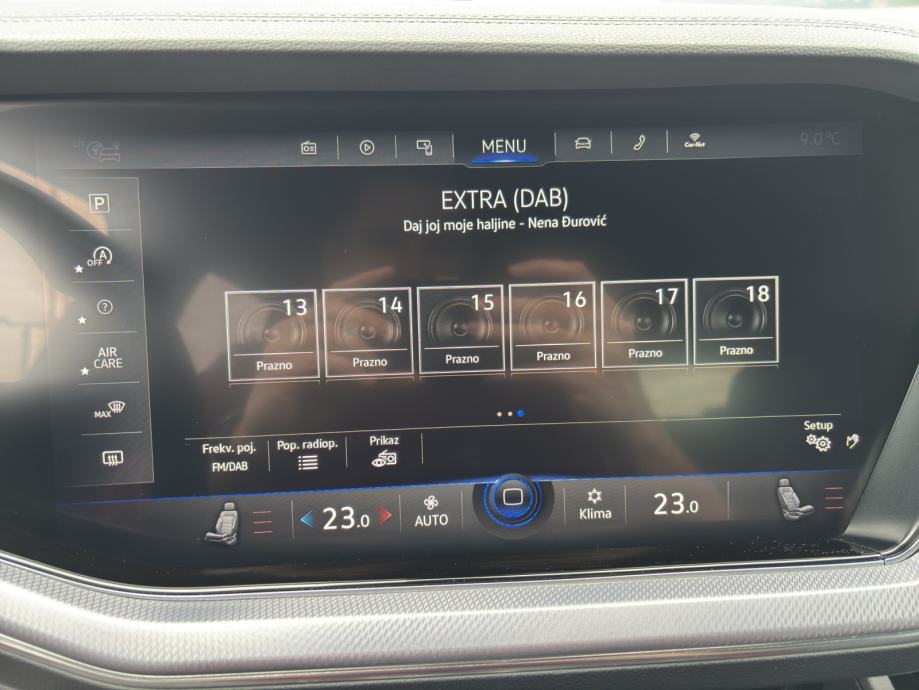 LTE
MENU
Car-Net
9.0°C
P
EXTRA (DAB)
Daj joj moje haljine - Nena Đurović
A
OFF
?
AIR
CARE
MAX
13
14
15
16
17
18
Prazno
Prazno
Prazno
Prazno
Prazno
Prazno
Frekv. poj.
FM/DAB
Pop. radiop.
Prikaz
Setup
23.0
AUTO
Klima
23.0